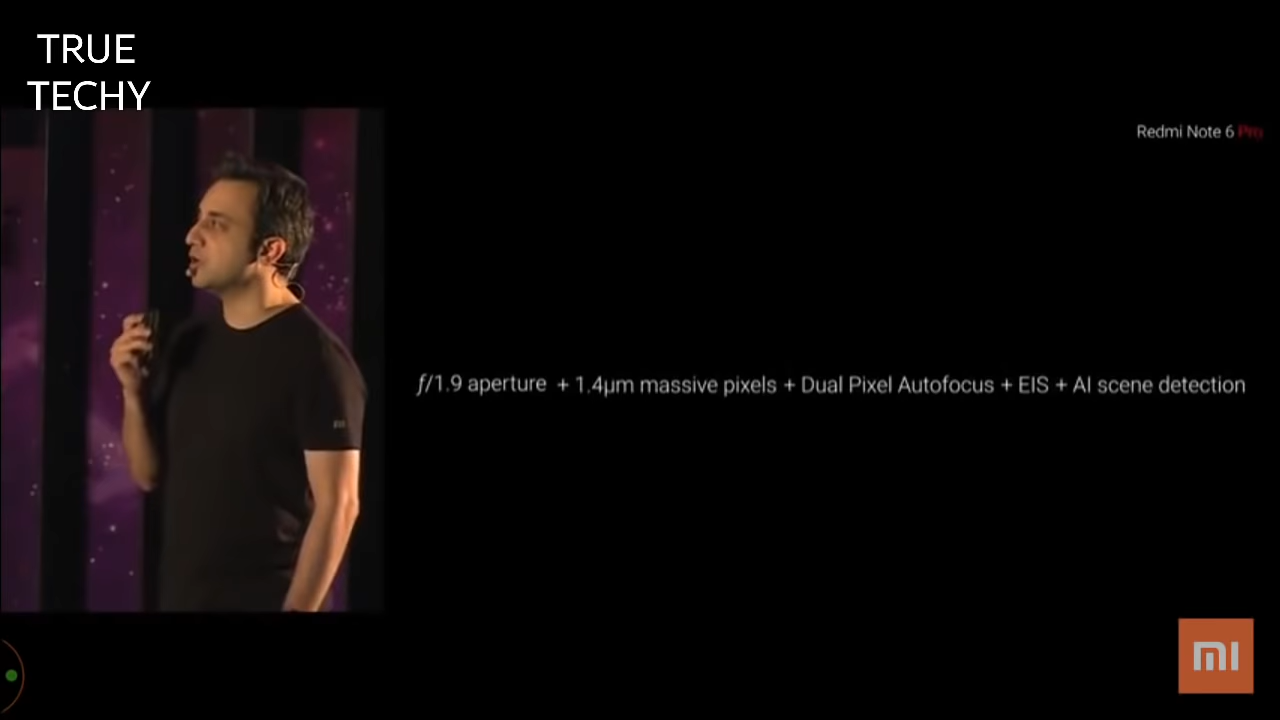 TRUE
TECHY
Redmi Note 6 Pro
ƒ/1.9 aperture + 1.4µm massive pixels + Dual Pixel Autofocus + EIS + AI scene detection
mi